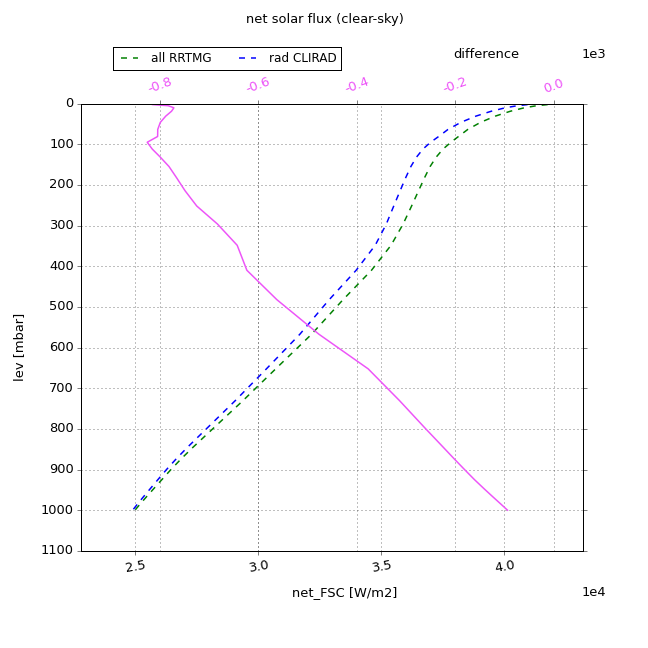 net solar flux (clear-sky)
all RRTMG
rad CLIRAD
difference
1e3
-0.8
-0.6
-0.4
-0.2
0.0
0
100
200
300
400
500
600
700
800
900
1000
1100
lev [mbar]
2.5
3.0
3.5
4.0
net_FSC [W/m2]
1e4